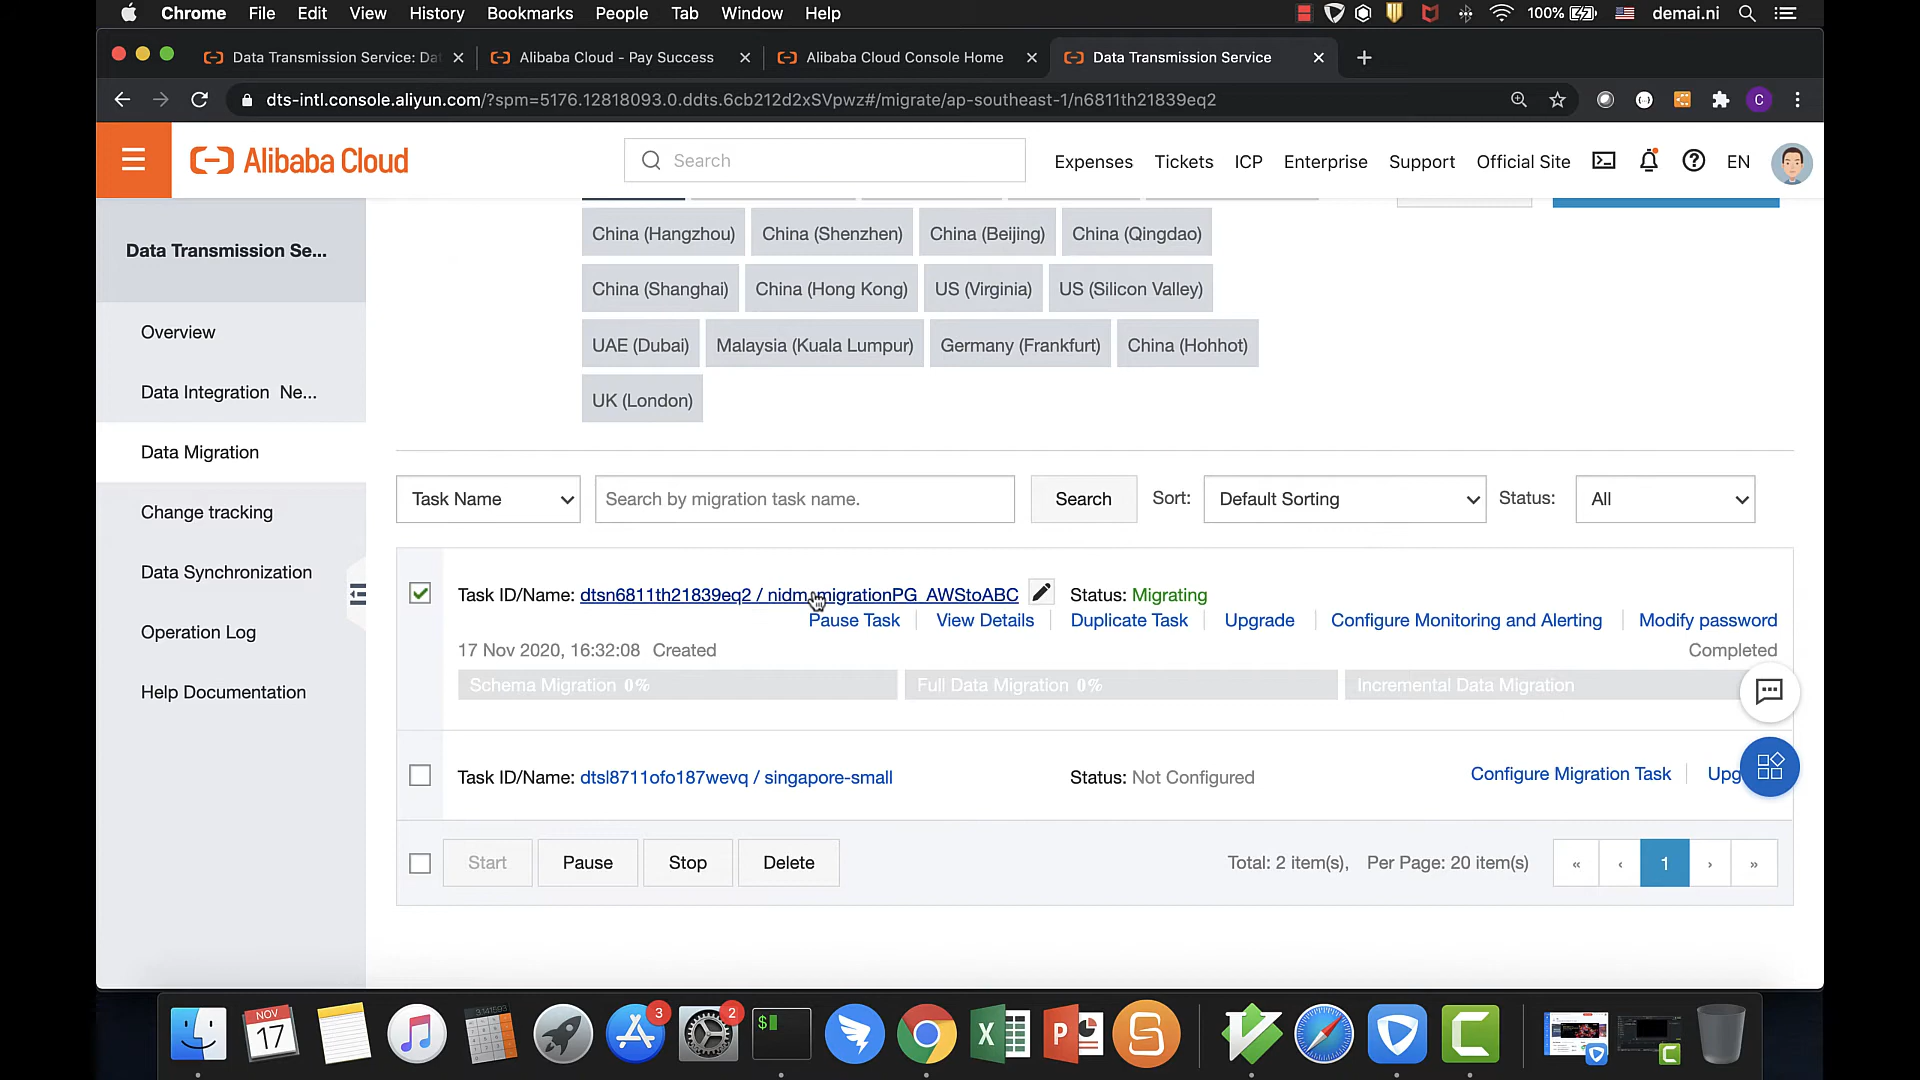 Chrome File Edit View History Bookmarks People Tab Window Help 100% demai.ni
Data Transmission Service: Dat Alibaba Cloud - Pay Success Alibaba Cloud Console Home Data Transmission Service
dts-intl.console.aliyun.com/?spm=5176.12818093.0.ddts.6cb212d2xSVpwz#/migrate/ap-southeast-1/n6811th21839eq2 C
Alibaba Cloud Search Expenses Tickets ICP Enterprise Support Official Site EN
China (Hangzhou) China (Shenzhen) China (Beijing) China (Qingdao)
Data Transmission Se...
China (Shanghai) China (Hong Kong) US (Virginia) US (Silicon Valley)
Overview
UAE (Dubai) Malaysia (Kuala Lumpur) Germany (Frankfurt) China (Hohhot)
Data Integration Ne...
UK (London)
Data Migration
Task Name Search by migration task name. Search Sort: Default Sorting Status: All
Change tracking
Data Synchronization
Task ID/Name: dtsn6811th21839eq2 / nidm.migrationPG_AWStoABC Status: Migrating
Pause Task View Details Duplicate Task Upgrade Configure Monitoring and Alerting Modify password
Operation Log
17 Nov 2020, 16:32:08 Created Completed
Schema Migration 0% Full Data Migration 0% Incremental Data Migration
Help Documentation
Task ID/Name: dtsl8711ofo187wevq / singapore-small Status: Not Configured Configure Migration Task Upg
Start Pause Stop Delete Total: 2 item(s), Per Page: 20 item(s) « ‹ 1 › »
NOV
17
3.141593
3
2
$
X
P
S
C